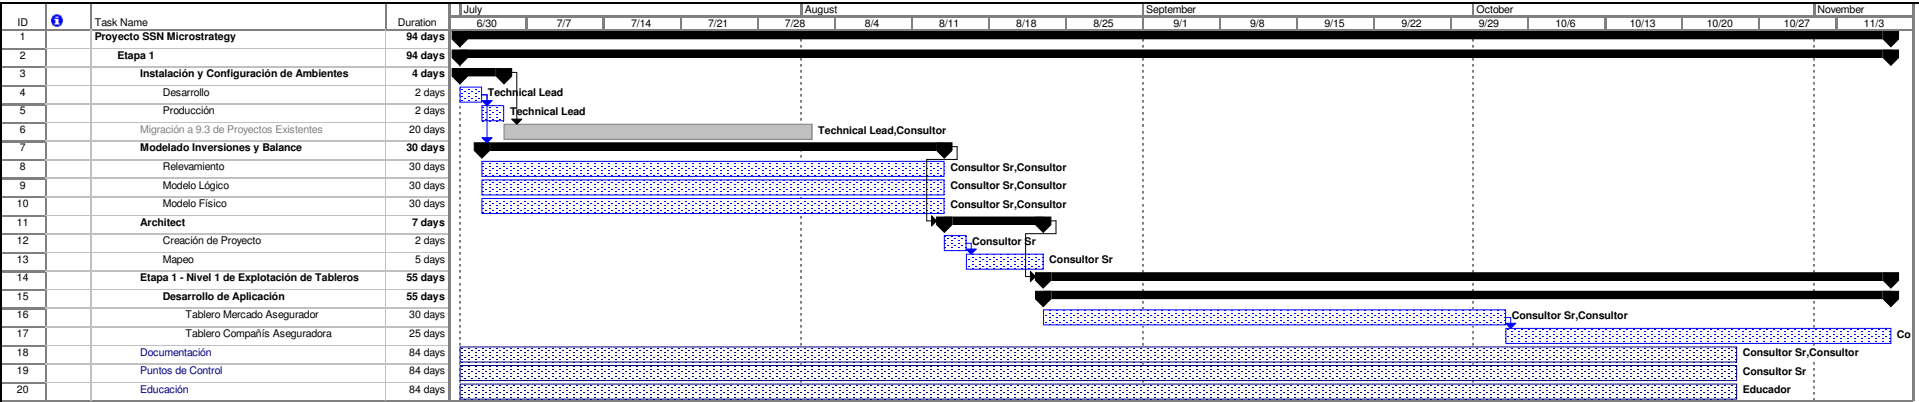 July August September October November
ID Task Name Duration 6/30 7/7 7/14 7/21 7/28 8/4 8/11 8/18 8/25 9/1 9/8 9/15 9/22 9/29 10/6 10/13 10/20 10/27 11/3
1 Proyecto SSN Microstrategy 94 days
2 Etapa 1 94 days
3 Instalación y Configuración de Ambientes 4 days
4 Desarrollo 2 days Technical Lead
5 Producción 2 days Technical Lead
6 Migración a 9.3 de Proyectos Existentes 20 days Technical Lead,Consultor
7 Modelado Inversiones y Balance 30 days
8 Relevamiento 30 days Consultor Sr,Consultor
9 Modelo Lógico 30 days Consultor Sr,Consultor
10 Modelo Físico 30 days Consultor Sr,Consultor
11 Architect 7 days
12 Creación de Proyecto 2 days Consultor Sr
13 Mapeo 5 days Consultor Sr
14 Etapa 1 - Nivel 1 de Explotación de Tableros 55 days
15 Desarrollo de Aplicación 55 days
16 Tablero Mercado Asegurador 30 days Consultor Sr,Consultor
17 Tablero Compañís Aseguradora 25 days Co
18 Documentación 84 days Consultor Sr,Consultor
19 Puntos de Control 84 days Consultor Sr
20 Educación 84 days Educador